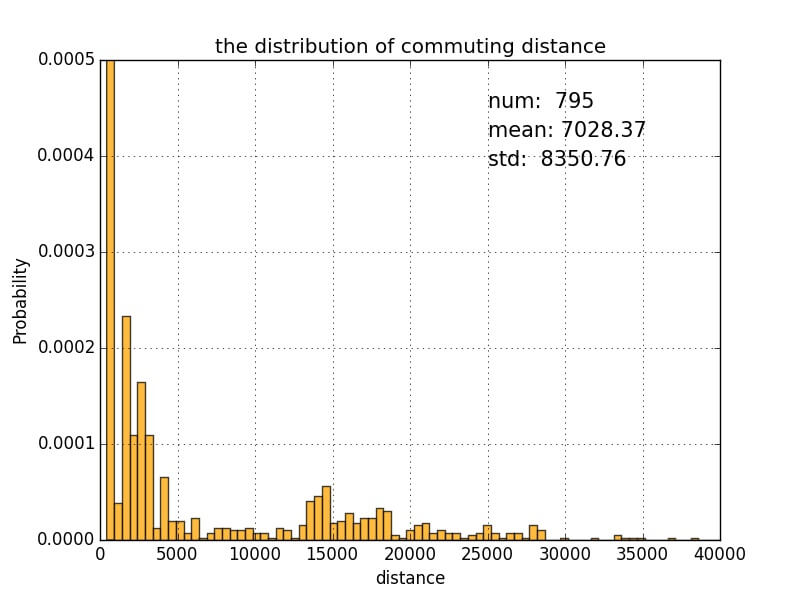 the distribution of commuting distance
0.0005
num:  795
mean: 7028.37
0.0004
std:  8350.76
0.0003
Probability
0.0002
0.0001
0.0000
0 5000 10000 15000 20000 25000 30000 35000 40000
distance